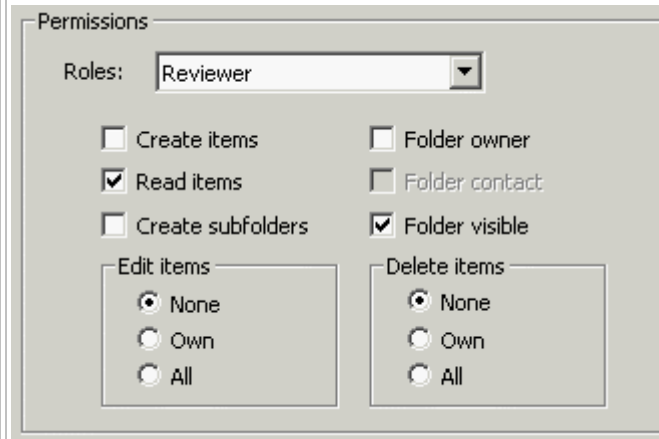 Permissions
Roles: Reviewer
Create items Folder owner
Read items Folder contact
Create subfolders Folder visible
Edit items Delete items
None None
Own Own
All All